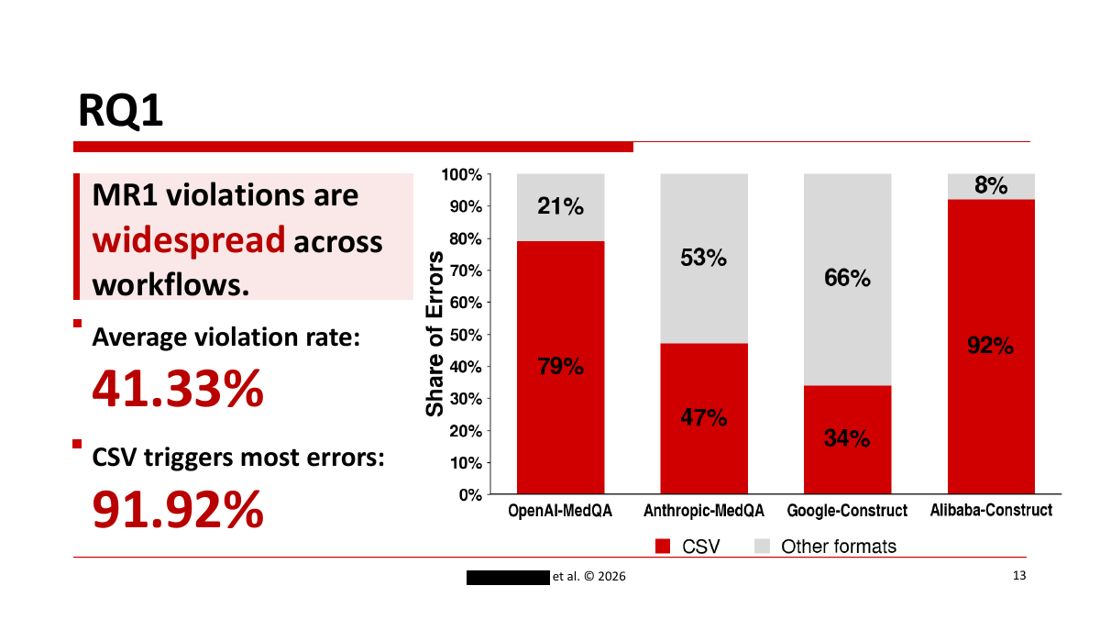 RQ1
MR1 violations are
widespread across
workflows.
Average violation rate:
41.33%
CSV triggers most errors:
91.92%
Share of Errors
100%
90%
80%
70%
60%
50%
40%
30%
20%
10%
0%
21%
79%
53%
47%
66%
34%
8%
92%
OpenAI-MedQA Anthropic-MedQA Google-Construct Alibaba-Construct
CSV Other formats
et al. © 2026
13